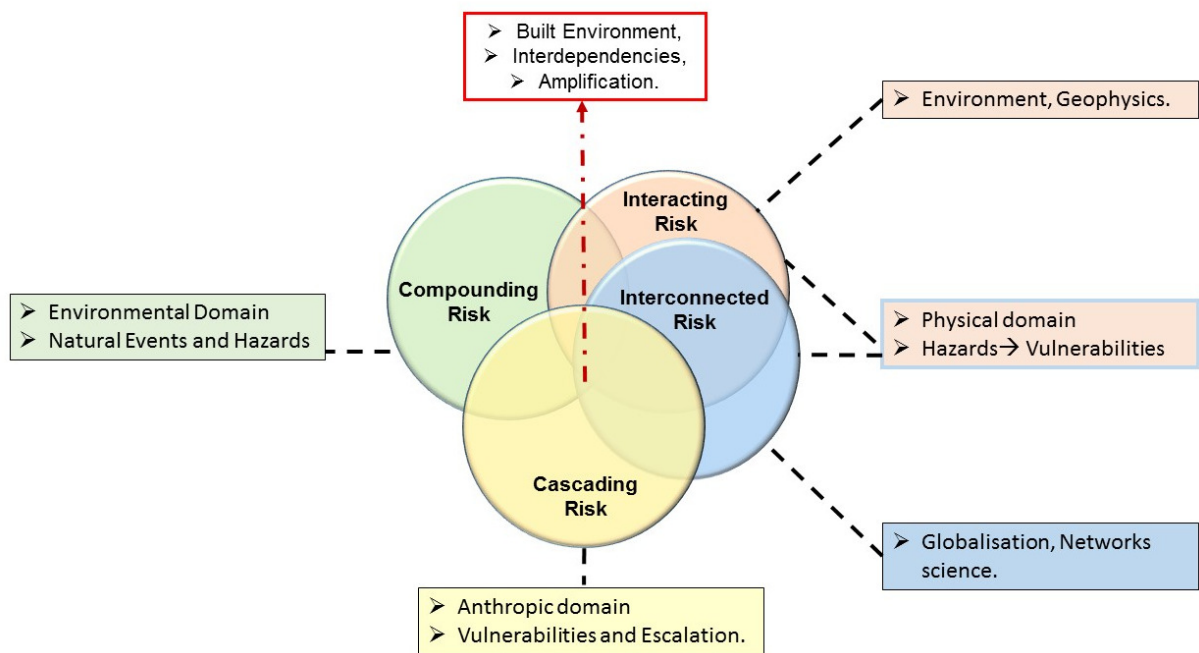 ➢ Built Environment,
➢ Interdependencies,
➢ Amplification.
➢ Environment, Geophysics.
Interacting
Risk
Compounding
Risk
Interconnected
Risk
➢ Environmental Domain
➢ Natural Events and Hazards
➢ Physical domain
➢ Hazards→ Vulnerabilities
Cascading
Risk
➢ Globalisation, Networks
science.
➢ Anthropic domain
➢ Vulnerabilities and Escalation.